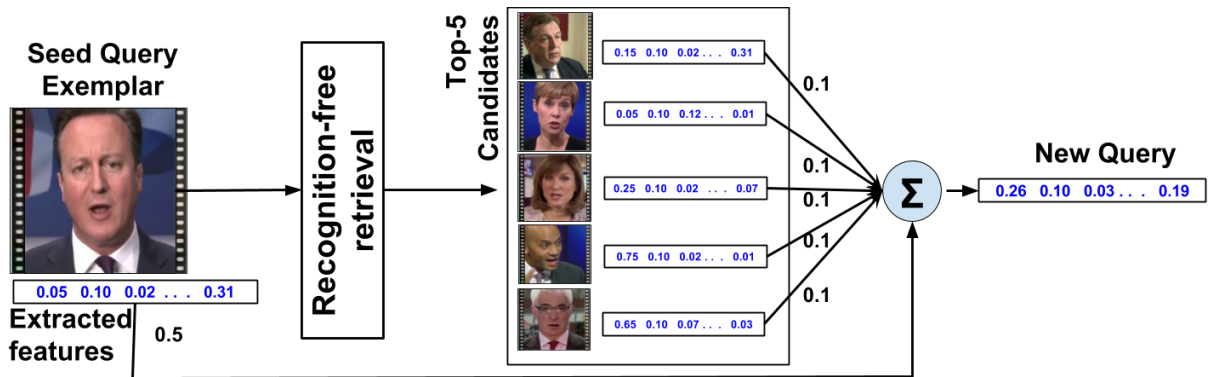 Seed Query
Exemplar
0.05 0.10 0.02 . . . 0.31
Extracted
features
0.5
Recognition-free
retrieval
Top-5
Candidates
0.15 0.10 0.02 . . . 0.31
0.05 0.10 0.12 . . . 0.01
0.25 0.10 0.02 ... 0.07
0.75 0.10 0.02 . . . 0.01
0.65 0.10 0.07 . . . 0.03
0.1
0.1
0.1
0.1
0.1
Σ
New Query
0.26 0.10 0.03 . . . 0.19